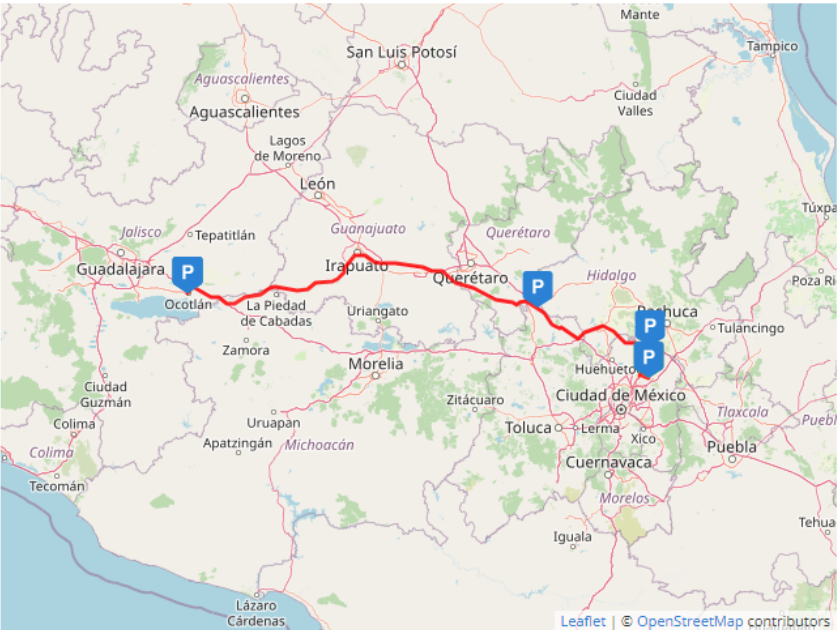 Mante
Tampico
San Luis Potosí
Aguascalientes
Aguascalientes
Ciudad
Valles
Lagos
de Moreno
León
Túxpa
Jalisco
Tepatitlán
Guanajuato
Querétaro
Guadalajara
P
Irapuato
Querétaro
P
Hidalgo
Poza Ri
Ocotlán
La Piedad
de Cabadas
Uriangato
P
Tulancingo
Zamora
Morelia
Huehueto
P
Ciudad
Guzmán
Zitácuaro
Ciudad de México
Colima
Uruapan
Toluca
Lerma
Xico
Tlaxcala
Puebl
Colima
Apatzingán
Michoacán
Cuernavaca
Puebla
Tecomán
Morelos
Iguala
Tehua
Lázaro
Cárdenas
Leaflet | © OpenStreetMap contributors